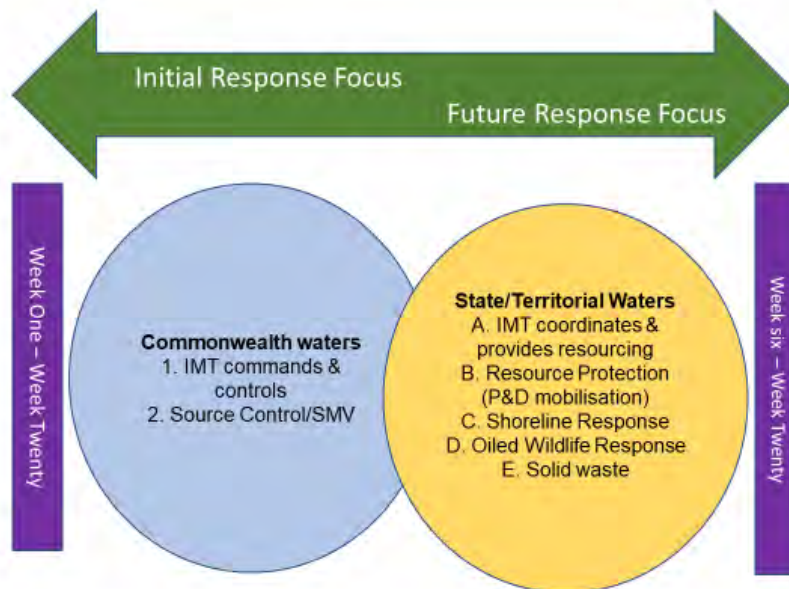 Initial Response Focus
Future Response Focus
Week One – Week Twenty
Commonwealth waters
1. IMT commands &
controls
2. Source Control/SMV
State/Territorial Waters
A. IMT coordinates &
provides resourcing
B. Resource Protection
(P&D mobilisation)
C. Shoreline Response
D. Oiled Wildlife Response
E. Solid waste
Week six – Week Twenty